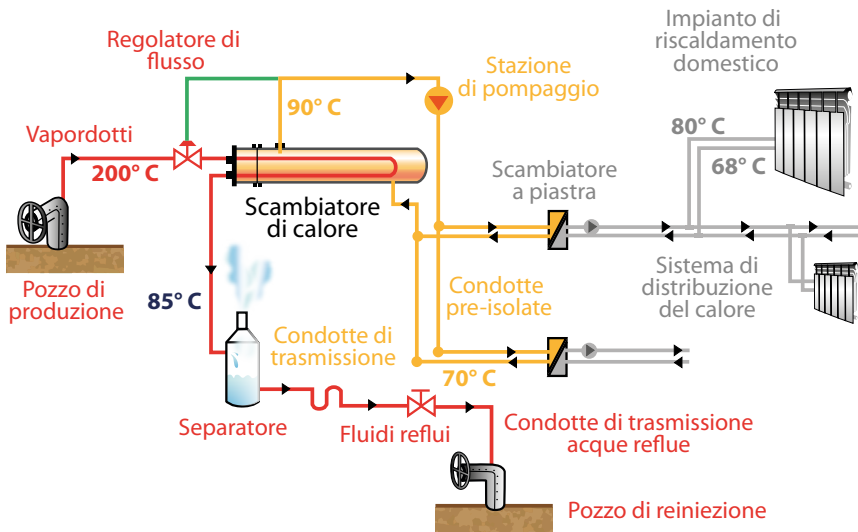 Regolatore di
flusso
Impianto di
riscaldamento
domestico
Stazione
di pompaggio
90° C
Vapordotti
200° C
80° C
68° C
Scambiatore
a piastra
Scambiatore
di calore
Pozzo di
produzione
85° C
Condotte
pre-isolate
Sistema di
distribuzione
del calore
Condotte di
trasmissione
70° C
Separatore
Fluidi reflui
Condotte di trasmissione
acque reflue
Pozzo di reiniezione